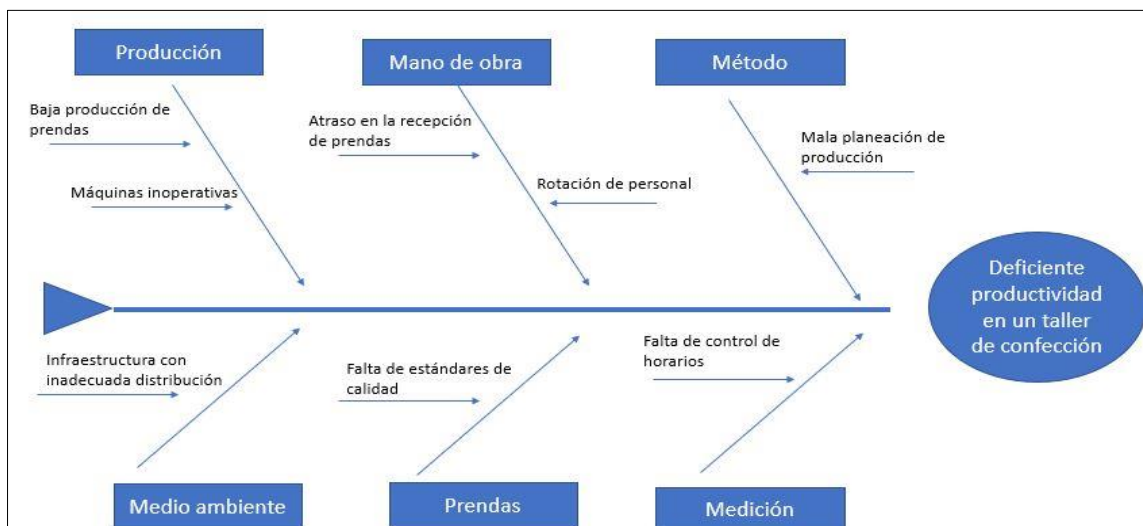 Producción
Mano de obra
Método
Baja producción de
prendas
Atraso en la recepción
de prendas
Mala planeación de
producción
Máquinas inoperativas
Rotación de personal
Deficiente
productividad
en un taller
de confección
Infraestructura con
inadecuada distribución
Falta de estándares de
calidad
Falta de control de
horarios
Medio ambiente
Prendas
Medición